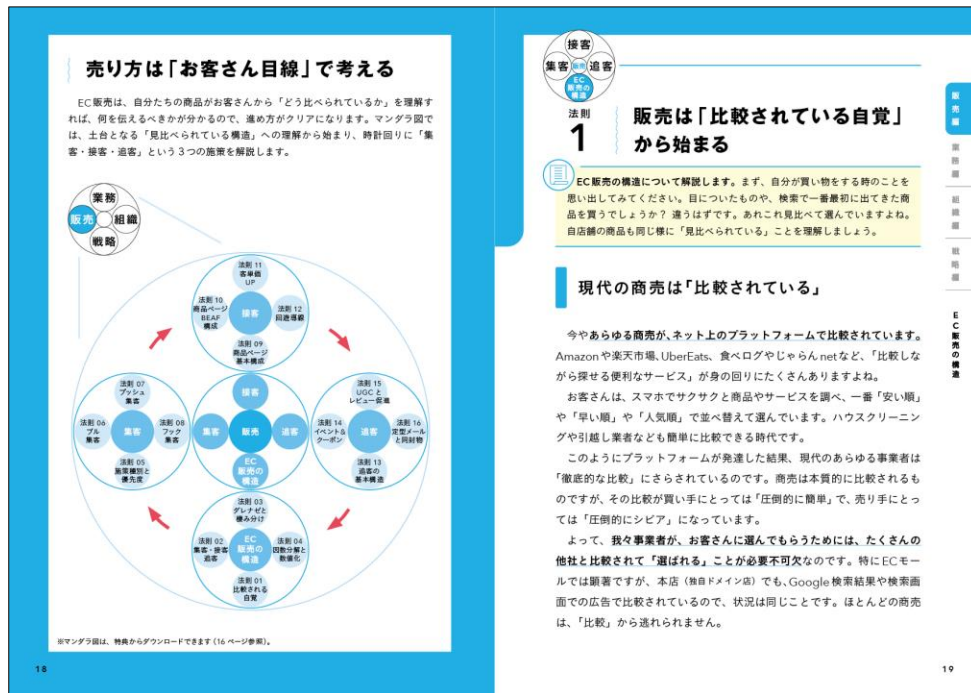 売り方は「お客さん目線」で考える
EC販売は、自分たちの商品がお客さんから「どう比べられているか」を理解す
れば、何を伝えるべきかが分かるので、進め方がクリアになります。マンダラ図で
は、土台となる「見比べられている構造」への理解から始まり、時計回りに「集
客・接客・追客」という3つの施策を解説します。
業務
販売
組織
戦略
法則 11
客単価
UP
法則 10
商品ページ
BEAF
構成
接客
法則 12
回遊導線
法則 09
商品ページ
基本構成
法則 07
プッシュ
集客
法則 06
プル
集客
集客
法則 08
フック
集客
法則 05
施策種別と
優先度
接客
集客
販売
追客
EC
販売の
構造
法則 15
UGCと
レビュー促進
法則 14
イベント&
クーポン
追客
法則 16
定型メール
と同封物
法則 13
追客の
基本構造
法則 03
ダレナゼと
棲み分け
法則 02
集客・接客
追客
EC
販売の
構造
法則 04
因数分解と
数値化
法則 01
比較される
自覚
※マンダラ図は、特典からダウンロードできます(16 ページ参照)。
18
接客
集客
販売
追客
EC
販売の
構造
法則
1
販売は「比較されている自覚」
から始まる
EC販売の構造について解説します。まず、自分が買い物をする時のことを
思い出してみてください。目についたものや、検索で一番最初に出てきた商
品を買うでしょうか? 違うはずです。あれこれ見比べて選んでいますよね。
自店舗の商品も同じ様に「見比べられている」ことを理解しましょう。
現代の商売は「比較されている」
今やあらゆる商売が、ネット上のプラットフォームで比較されています。
Amazonや楽天市場、UberEats、食べログやじゃらんnetなど、「比較しな
がら探せる便利なサービス」が身の回りにたくさんありますよね。
お客さんは、スマホでサクサクと商品やサービスを調べ、一番「安い順」
や「早い順」や「人気順」で並べ替えて選んでいます。ハウスクリーニン
グや引越し業者なども簡単に比較できる時代です。
このようにプラットフォームが発達した結果、現代のあらゆる事業者は
「徹底的な比較」にさらされているのです。商売は本質的に比較されるも
のですが、その比較が買い手にとっては「圧倒的に簡単」で、売り手にとっ
ては「圧倒的にシビア」になっています。
よって、我々事業者が、お客さんに選んでもらうためには、たくさんの
他社と比較されて「選ばれる」ことが必要不可欠なのです。特にECモー
ルでは顕著ですが、本店(独自ドメイン店)でも、Google検索結果や検索画
面での広告で比較されているので、状況は同じことです。ほとんどの商売
は、「比較」から逃れられません。
販売編
業務編
組織編
戦略編
EC販売の構造
19